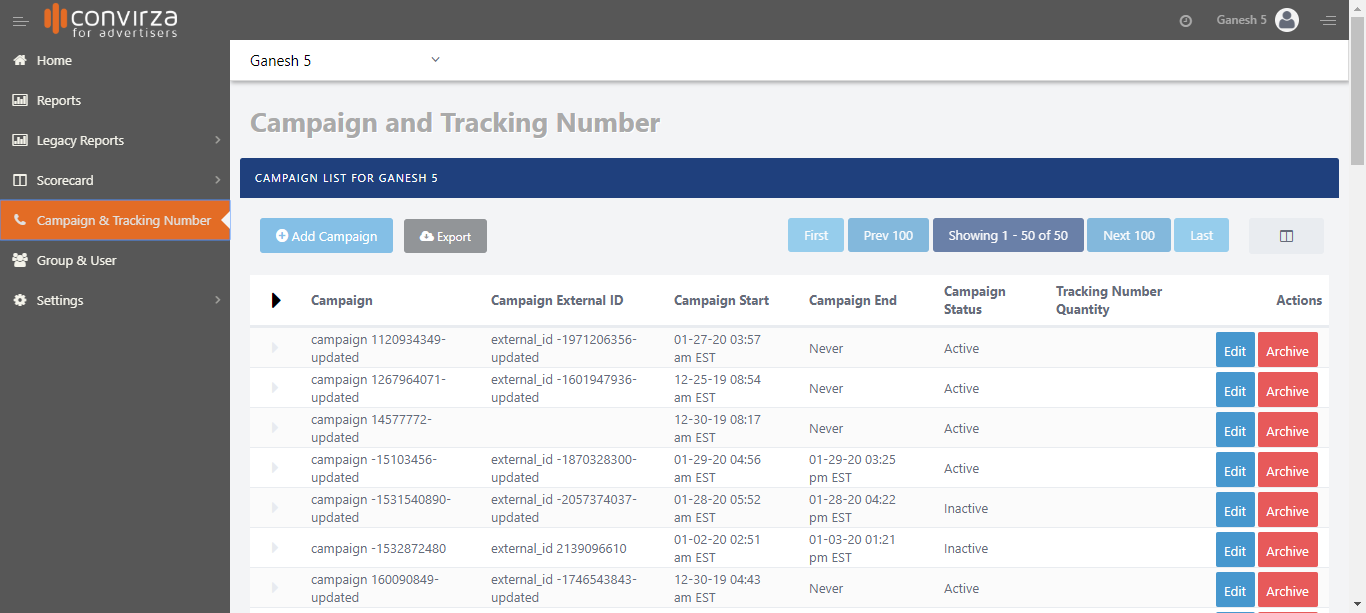 convirza
for advertisers
Ganesh 5
Home
Reports
Legacy Reports
Scorecard
Campaign & Tracking Number
Group & User
Settings
Ganesh 5
Campaign and Tracking Number
CAMPAIGN LIST FOR GANESH 5
Add Campaign Export First Prev 100 Showing 1 - 50 of 50 Next 100 Last
Campaign Campaign External ID Campaign Start Campaign End Campaign Status Tracking Number Quantity Actions
campaign 1120934349- external_id -1971206356- 01-27-20 03:57
updated updated am EST Never Active Edit Archive
campaign 1267964071- external_id -1601947936- 12-25-19 08:54
updated updated am EST Never Active Edit Archive
campaign 14577772- 12-30-19 08:17
updated am EST Never Active Edit Archive
campaign -15103456- external_id -1870328300- 01-29-20 04:56 01-29-20 03:25
updated updated am EST pm EST Active Edit Archive
campaign -1531540890- external_id -2057374037- 01-28-20 05:52 01-28-20 04:22
updated updated am EST pm EST Inactive Edit Archive
campaign -1532872480 external_id 2139096610 01-02-20 02:51 01-03-20 01:21
am EST pm EST Inactive Edit Archive
campaign 160090849- external_id -1746543843- 12-30-19 04:43
updated updated am EST Never Active Edit Archive